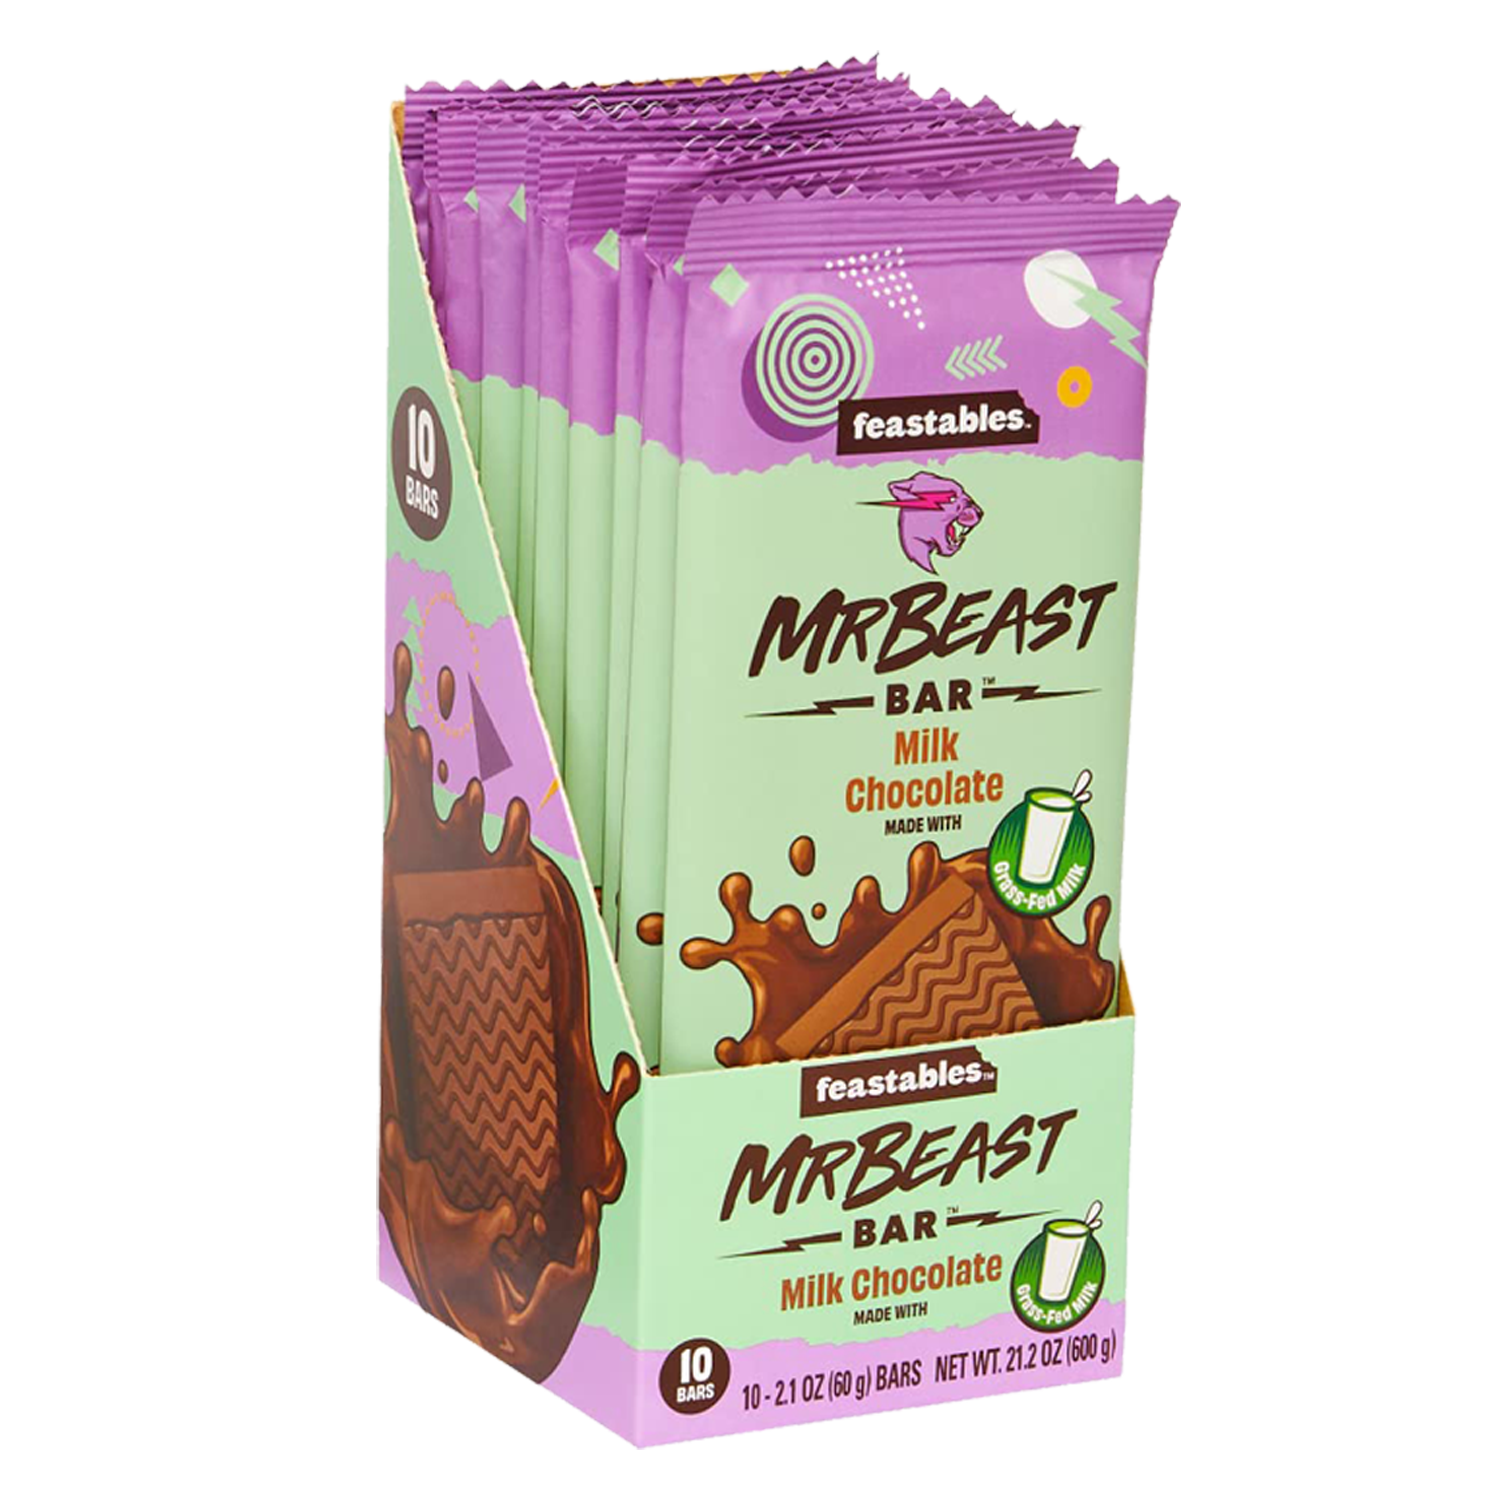 10
BARS
feastables™
MRBEAST
BAR™
Milk
Chocolate
MADE WITH
Grass-Fed Milk
feastables™
MRBEAST
BAR™
Milk Chocolate
MADE WITH
Grass-Fed Milk
10
BARS
10 - 2.1 OZ (60 g) BARS NET WT. 21.2 OZ (600 g)